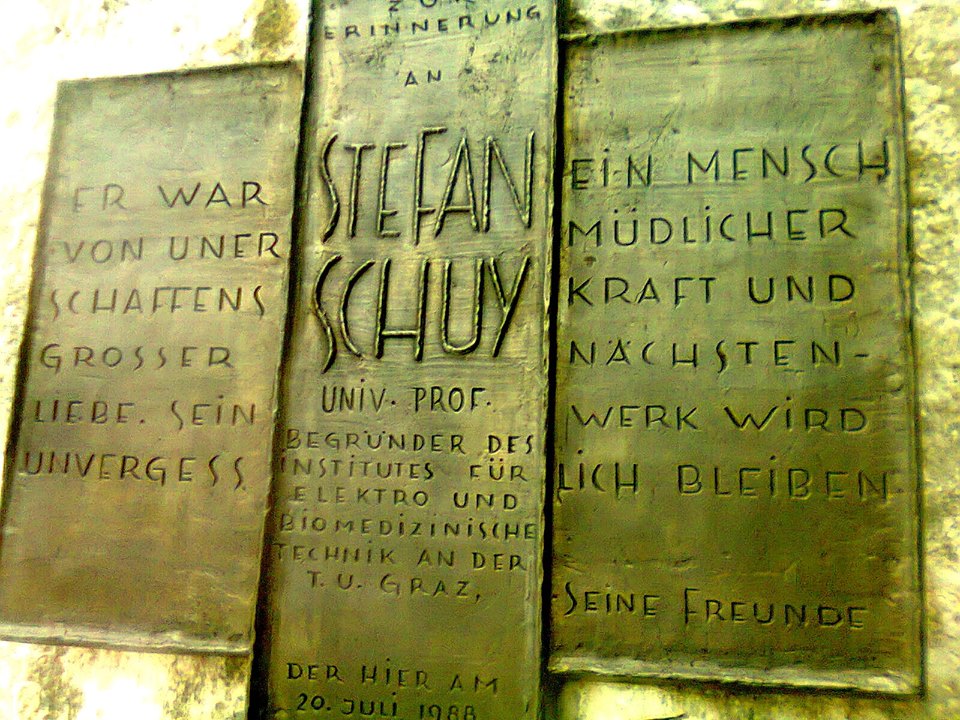 ZUR
ERINNERUNG
AN
STEFAN
SCHUY
UNIV. PROF.
BEGRÜNDER DES
INSTITUTES FÜR
ELEKTRO UND
BIOMEDIZINISCHE
TECHNIK AN DER
T.U. GRAZ,
DER HIER AM
20. JULI 1988
ER WAR
VON UNER
SCHAFFENS
GROSSER
LIEBE. SEIN
UNVERGESS
EIN MENSCH
MÜDLICHER
KRAFT UND
NÄCHSTEN-
WERK WIRD
LICH BLEIBEN
SEINE FREUNDE